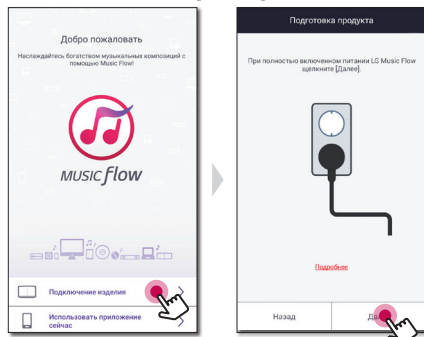 Добро пожаловать
Наслаждайтесь богатством музыкальных композиций с
помощью Music Flow!
MUSIC flow
Подключение изделия
Использовать приложение
сейчас
Подготовка продукта
При полностью включенном питании LG Music Flow
щелкните [Далее].
Подробнее
Назад